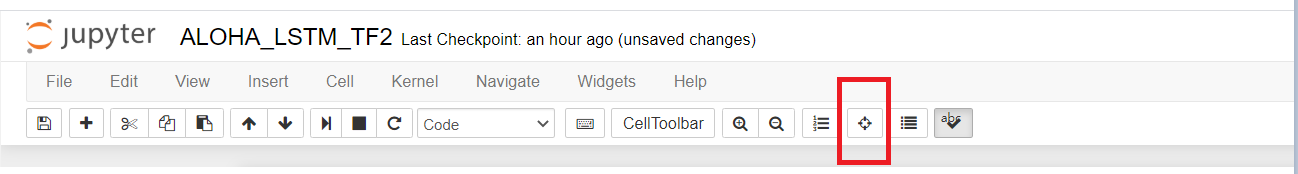 jupyter ALOHA_LSTM_TF2 Last Checkpoint: an hour ago (unsaved changes)
File Edit View Insert Cell Kernel Navigate Widgets Help
Code CellToolbar abc